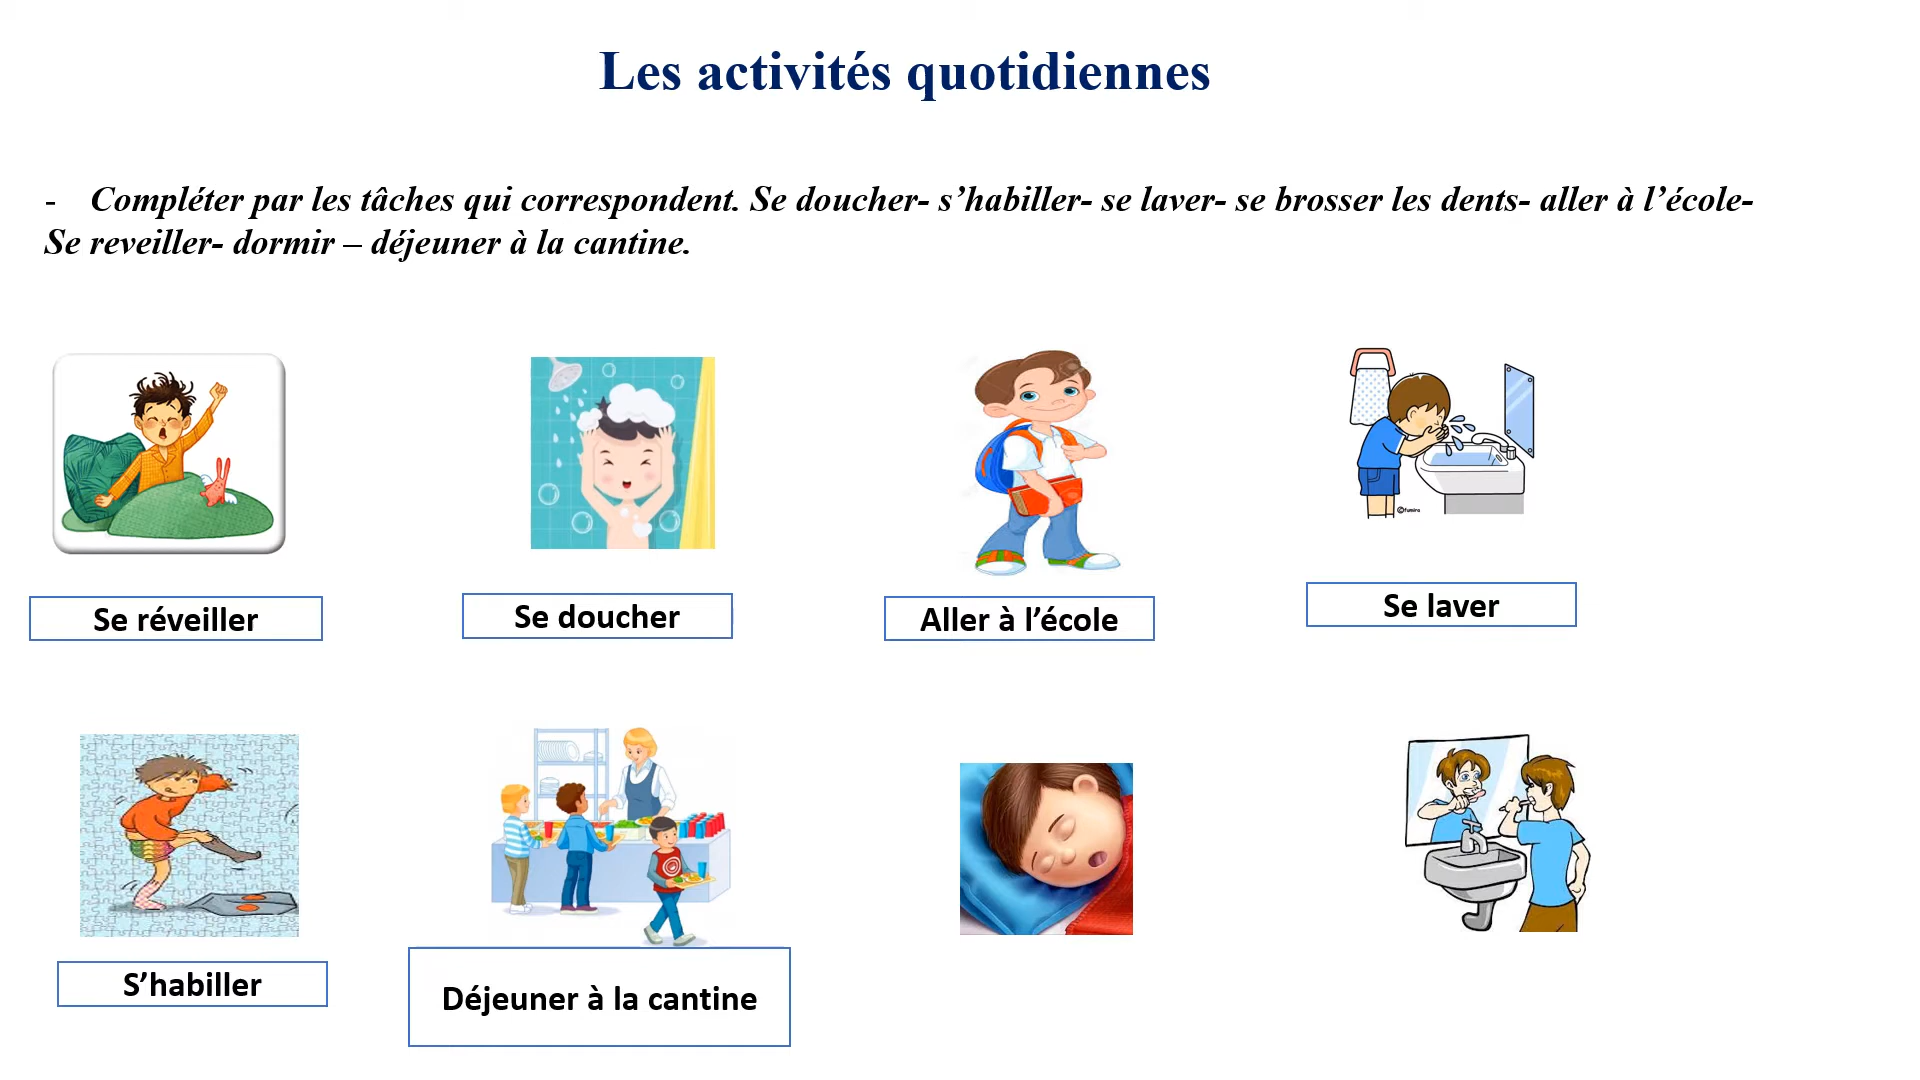 Les activités quotidiennes
- Compléter par les tâches qui correspondent. Se doucher- s’habiller- se laver- se brosser les dents- aller à l’école-
Se reveiller- dormir – déjeuner à la cantine.
©fumira
Se réveiller
Se doucher
Aller à l’école
Se laver
S’habiller
Déjeuner à la cantine